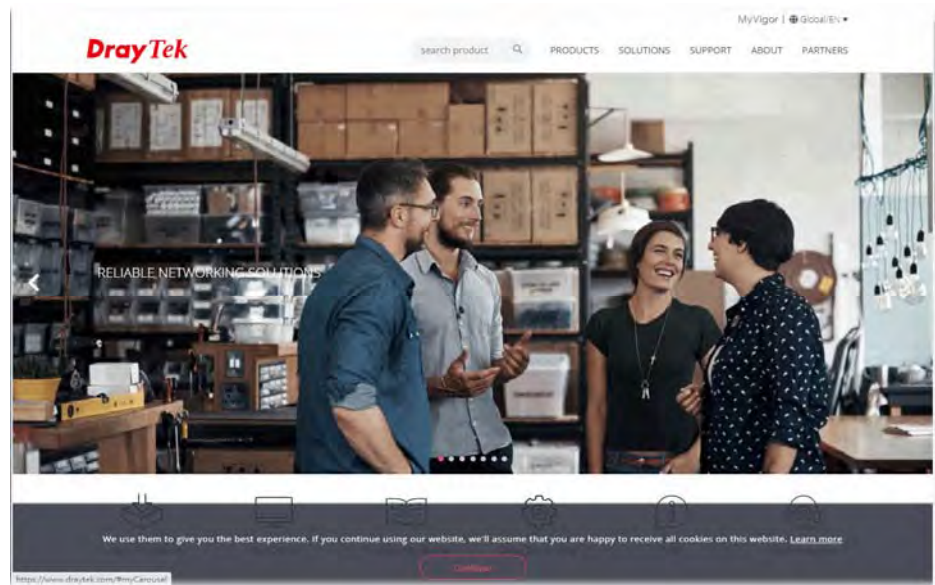 MyVigor | Global/EN
DrayTek
search product PRODUCTS SOLUTIONS SUPPORT ABOUT PARTNERS
RELIABLE NETWORKING SOLUTIONS
We use them to give you the best experience. If you continue using our website, we'll assume that you are happy to receive all cookies on this website. Learn more
Continue
https://www.draytek.com/#myCarousel